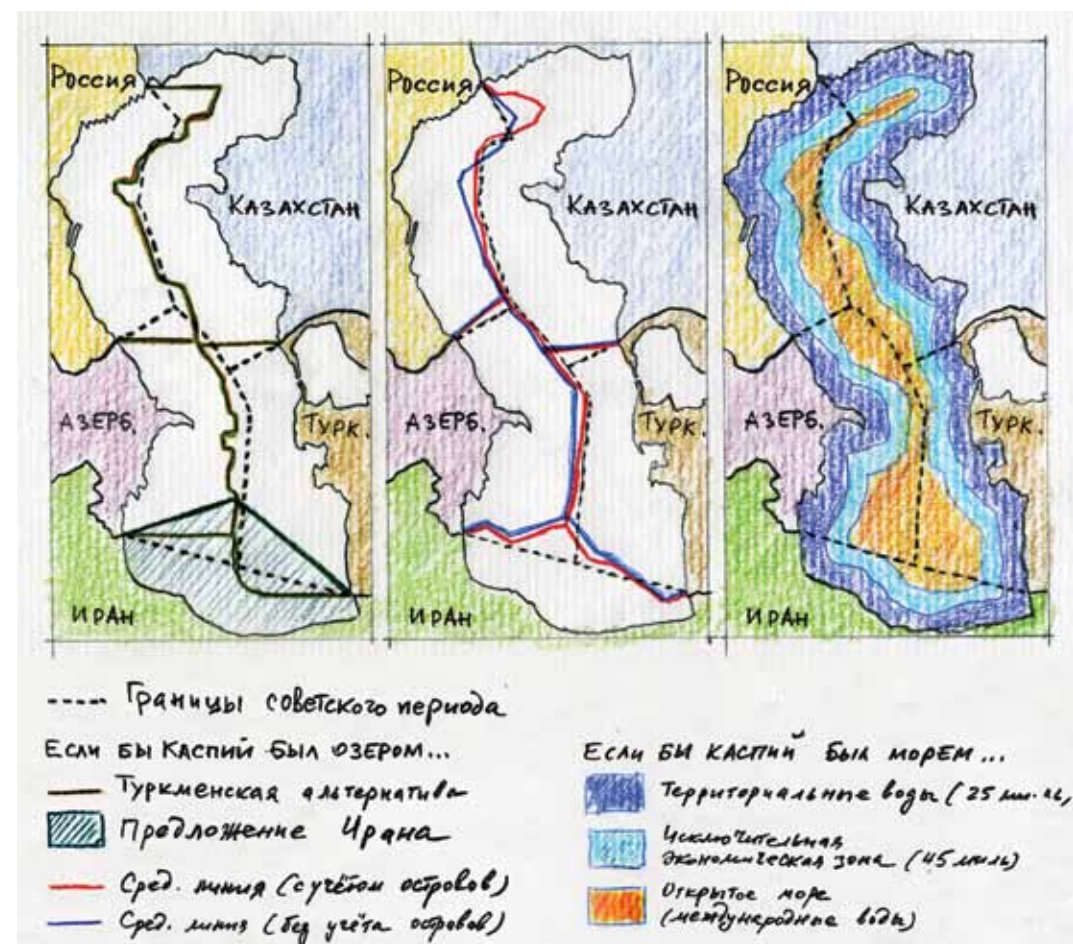 Россия
КАЗАХСТАН
АЗЕРБ.
ТУРК.
ИРАН
Россия
КАЗАХСТАН
АЗЕРБ.
ТУРК.
ИРАН
Россия
КАЗАХСТАН
АЗЕРБ.
ТУРК.
ИРАН
Границы советского периода
Если бы Каспий был озером...
Туркменская альтернатива
Предложение Ирана
Сред. линия (с учётом островов)
Сред. линия (без учёта островов)
Если бы Каспий был морем...
Территориальные воды (25 миль,
Исключительная
экономическая зона (45 миль)
Открытое море
(международные воды)